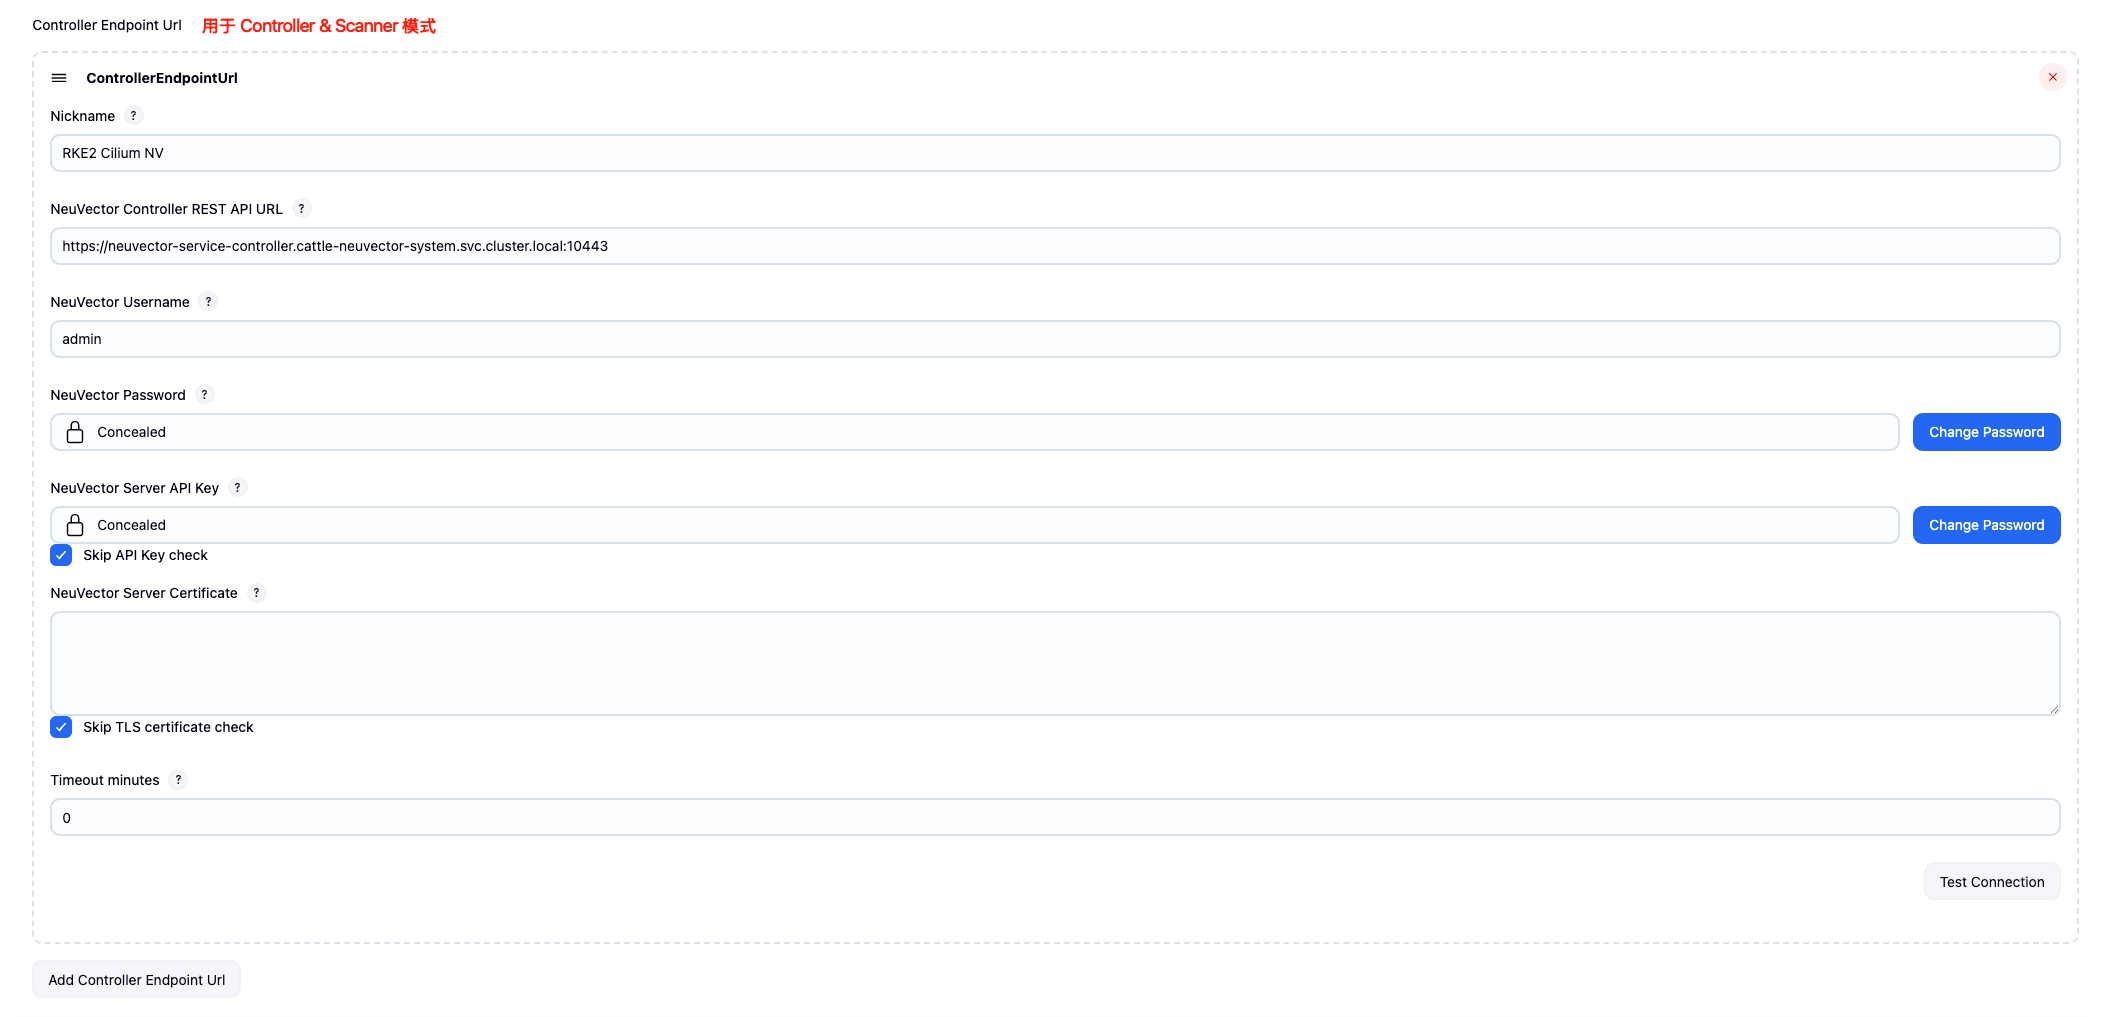 Controller Endpoint Url 用于 Controller & Scanner 模式
ControllerEndpointUrl
Nickname ?
RKE2 Cilium NV
NeuVector Controller REST API URL ?
https://neuvector-service-controller.cattle-neuvector-system.svc.cluster.local:10443
NeuVector Username ?
admin
NeuVector Password ?
Concealed Change Password
NeuVector Server API Key ?
Concealed Change Password
Skip API Key check
NeuVector Server Certificate ?
Skip TLS certificate check
Timeout minutes ?
0
Test Connection
Add Controller Endpoint Url